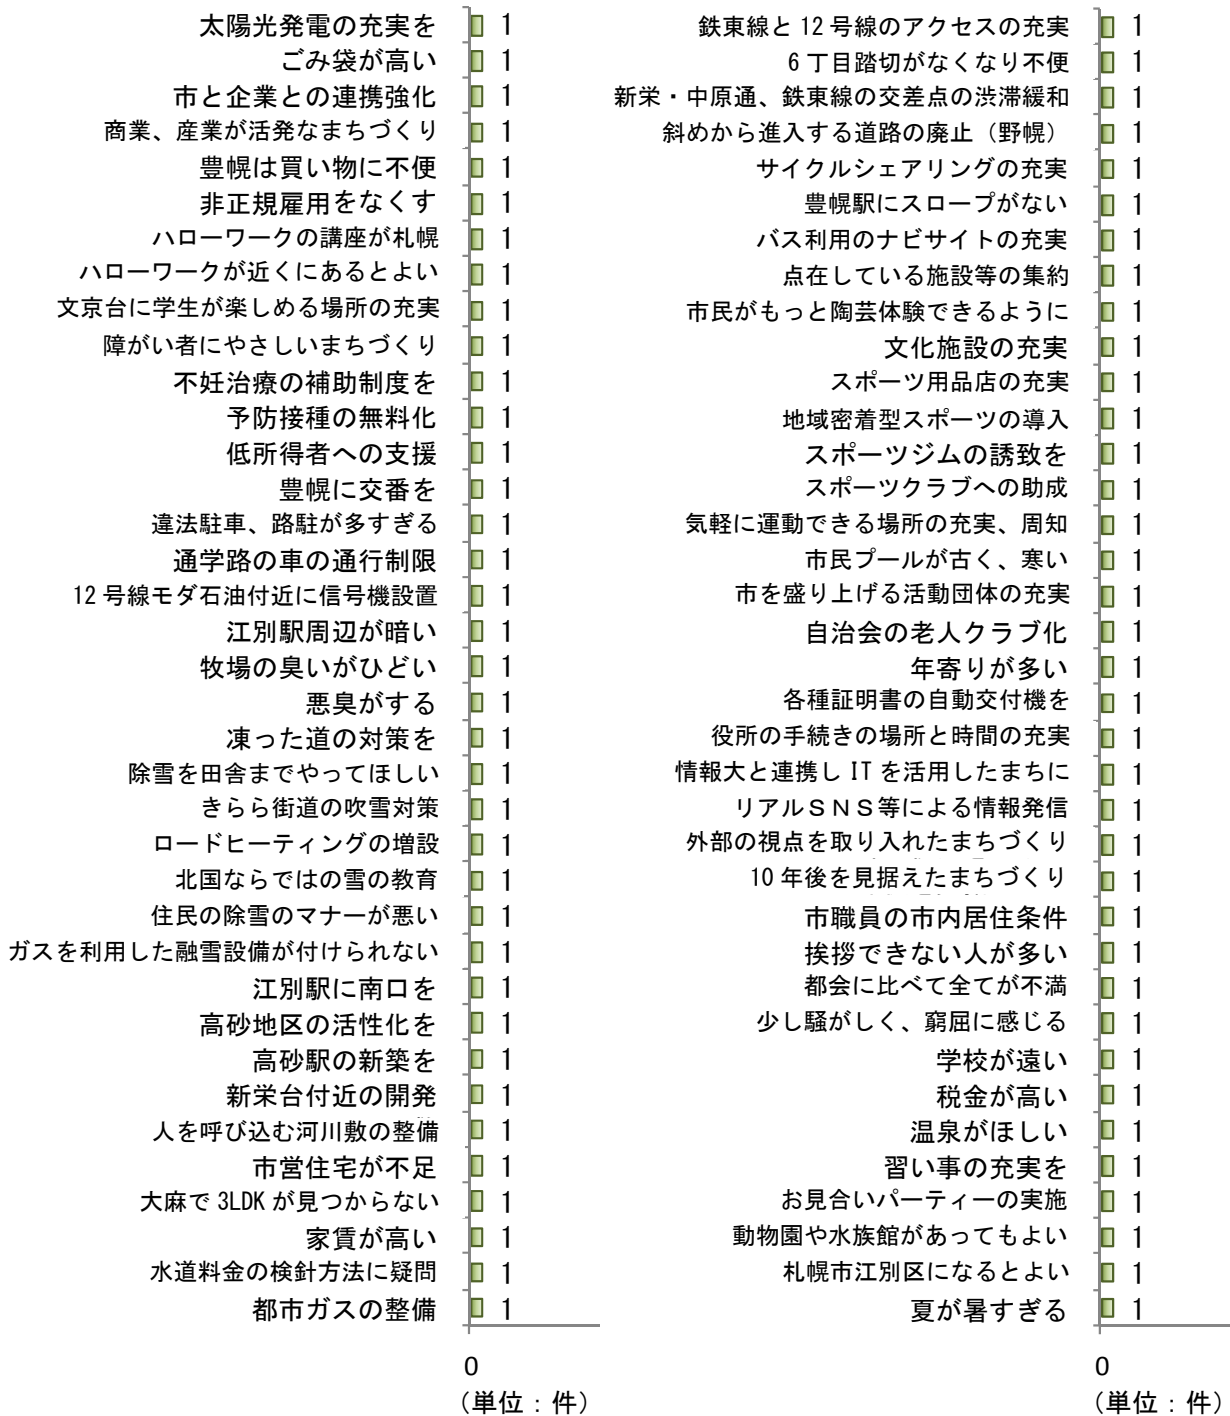 太陽光発電の充実を 1
ごみ袋が高い 1
市と企業との連携強化 1
商業、産業が活発なまちづくり 1
豊幌は買い物に不便 1
非正規雇用をなくす 1
ハローワークの講座が札幌 1
ハローワークが近くにあるとよい 1
文京台に学生が楽しめる場所の充実 1
障がい者にやさしいまちづくり 1
不妊治療の補助制度を 1
予防接種の無料化 1
低所得者への支援 1
豊幌に交番を 1
違法駐車、路駐が多すぎる 1
通学路の車の通行制限 1
12号線モダ石油付近に信号機設置 1
江別駅周辺が暗い 1
牧場の臭いがひどい 1
悪臭がする 1
凍った道の対策を 1
除雪を田舎までやってほしい 1
きらら街道の吹雪対策 1
ロードヒーティングの増設 1
北国ならではの雪の教育 1
住民の除雪のマナーが悪い 1
ガスを利用した融雪設備が付けられない 1
江別駅に南口を 1
高砂地区の活性化を 1
高砂駅の新築を 1
新栄台付近の開発 1
人を呼び込む河川敷の整備 1
市営住宅が不足 1
大麻で3LDKが見つからない 1
家賃が高い 1
水道料金の検針方法に疑問 1
都市ガスの整備 1
0
（単位：件）
鉄東線と12号線のアクセスの充実 1
6丁目踏切がなくなり不便 1
新栄・中原通、鉄東線の交差点の渋滞緩和 1
斜めから進入する道路の廃止（野幌） 1
サイクルシェアリングの充実 1
豊幌駅にスロープがない 1
バス利用のナビサイトの充実 1
点在している施設等の集約 1
市民がもっと陶芸体験できるように 1
文化施設の充実 1
スポーツ用品店の充実 1
地域密着型スポーツの導入 1
スポーツジムの誘致を 1
スポーツクラブへの助成 1
気軽に運動できる場所の充実、周知 1
市民プールが古く、寒い 1
市を盛り上げる活動団体の充実 1
自治会の老人クラブ化 1
年寄りが多い 1
各種証明書の自動交付機を 1
役所の手続きの場所と時間の充実 1
情報大と連携しITを活用したまちに 1
リアルＳＮＳ等による情報発信 1
外部の視点を取り入れたまちづくり 1
10年後を見据えたまちづくり 1
市職員の市内居住条件 1
挨拶できない人が多い 1
都会に比べて全てが不満 1
少し騒がしく、窮屈に感じる 1
学校が遠い 1
税金が高い 1
温泉がほしい 1
習い事の充実を 1
お見合いパーティーの実施 1
動物園や水族館があってもよい 1
札幌市江別区になるとよい 1
夏が暑すぎる 1
0
（単位：件）